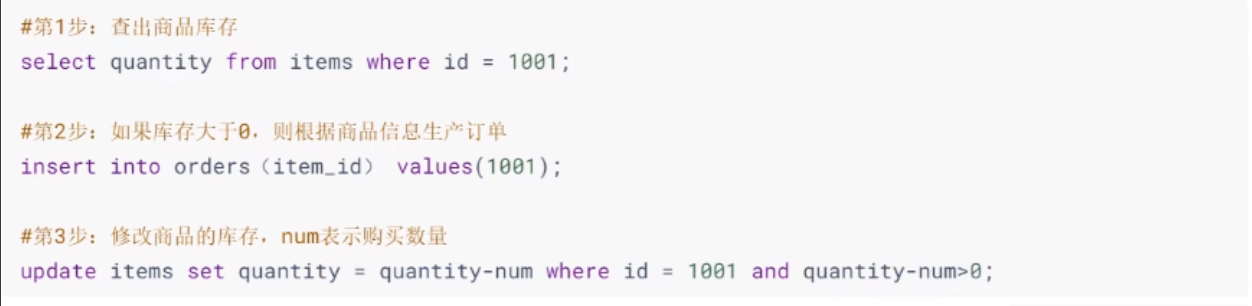 #第1步：查出商品库存
select quantity from items where id = 1001;
#第2步：如果库存大于0，则根据商品信息生产订单
insert into orders（item_id） values(1001);
#第3步：修改商品的库存，num表示购买数量
update items set quantity = quantity-num where id = 1001 and quantity-num>0;